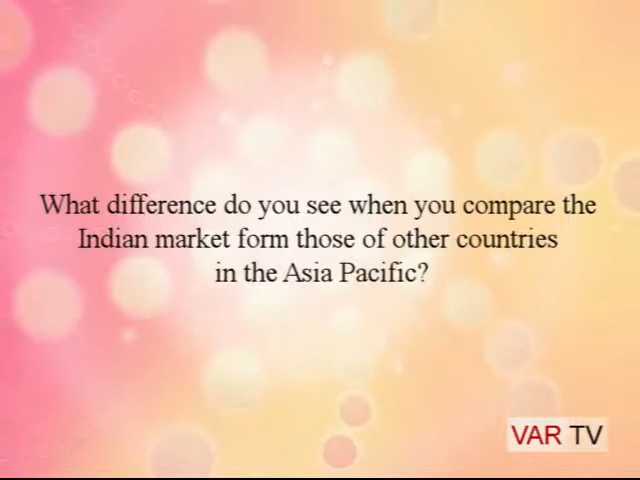 What difference do you see when you compare the
Indian market form those of other countries
in the Asia Pacific?
VAR TV